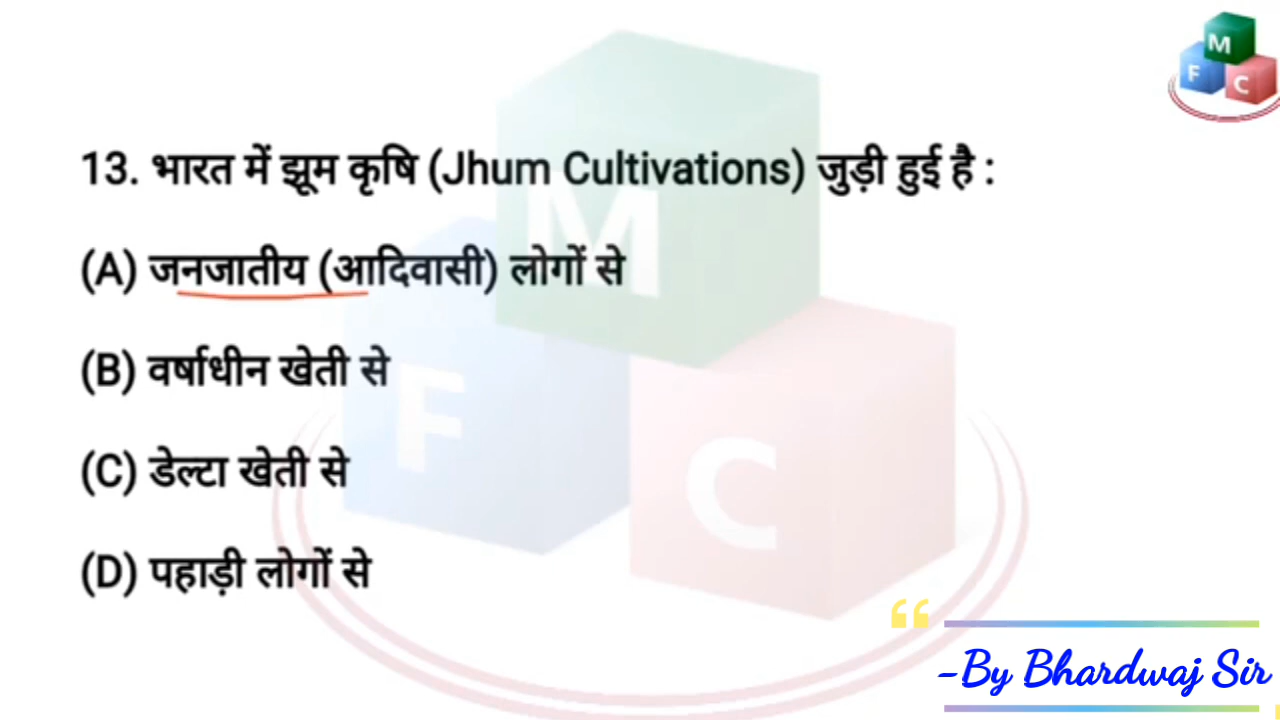 M
F
C
13. भारत में झूम कृषि (Jhum Cultivations) जुड़ी हुई है :
(A) जनजातीय (आदिवासी) लोगों से
(B) वर्षाधीन खेती से
(C) डेल्टा खेती से
(D) पहाड़ी लोगों से
M
F
C
“
-By Bhardwaj Sir